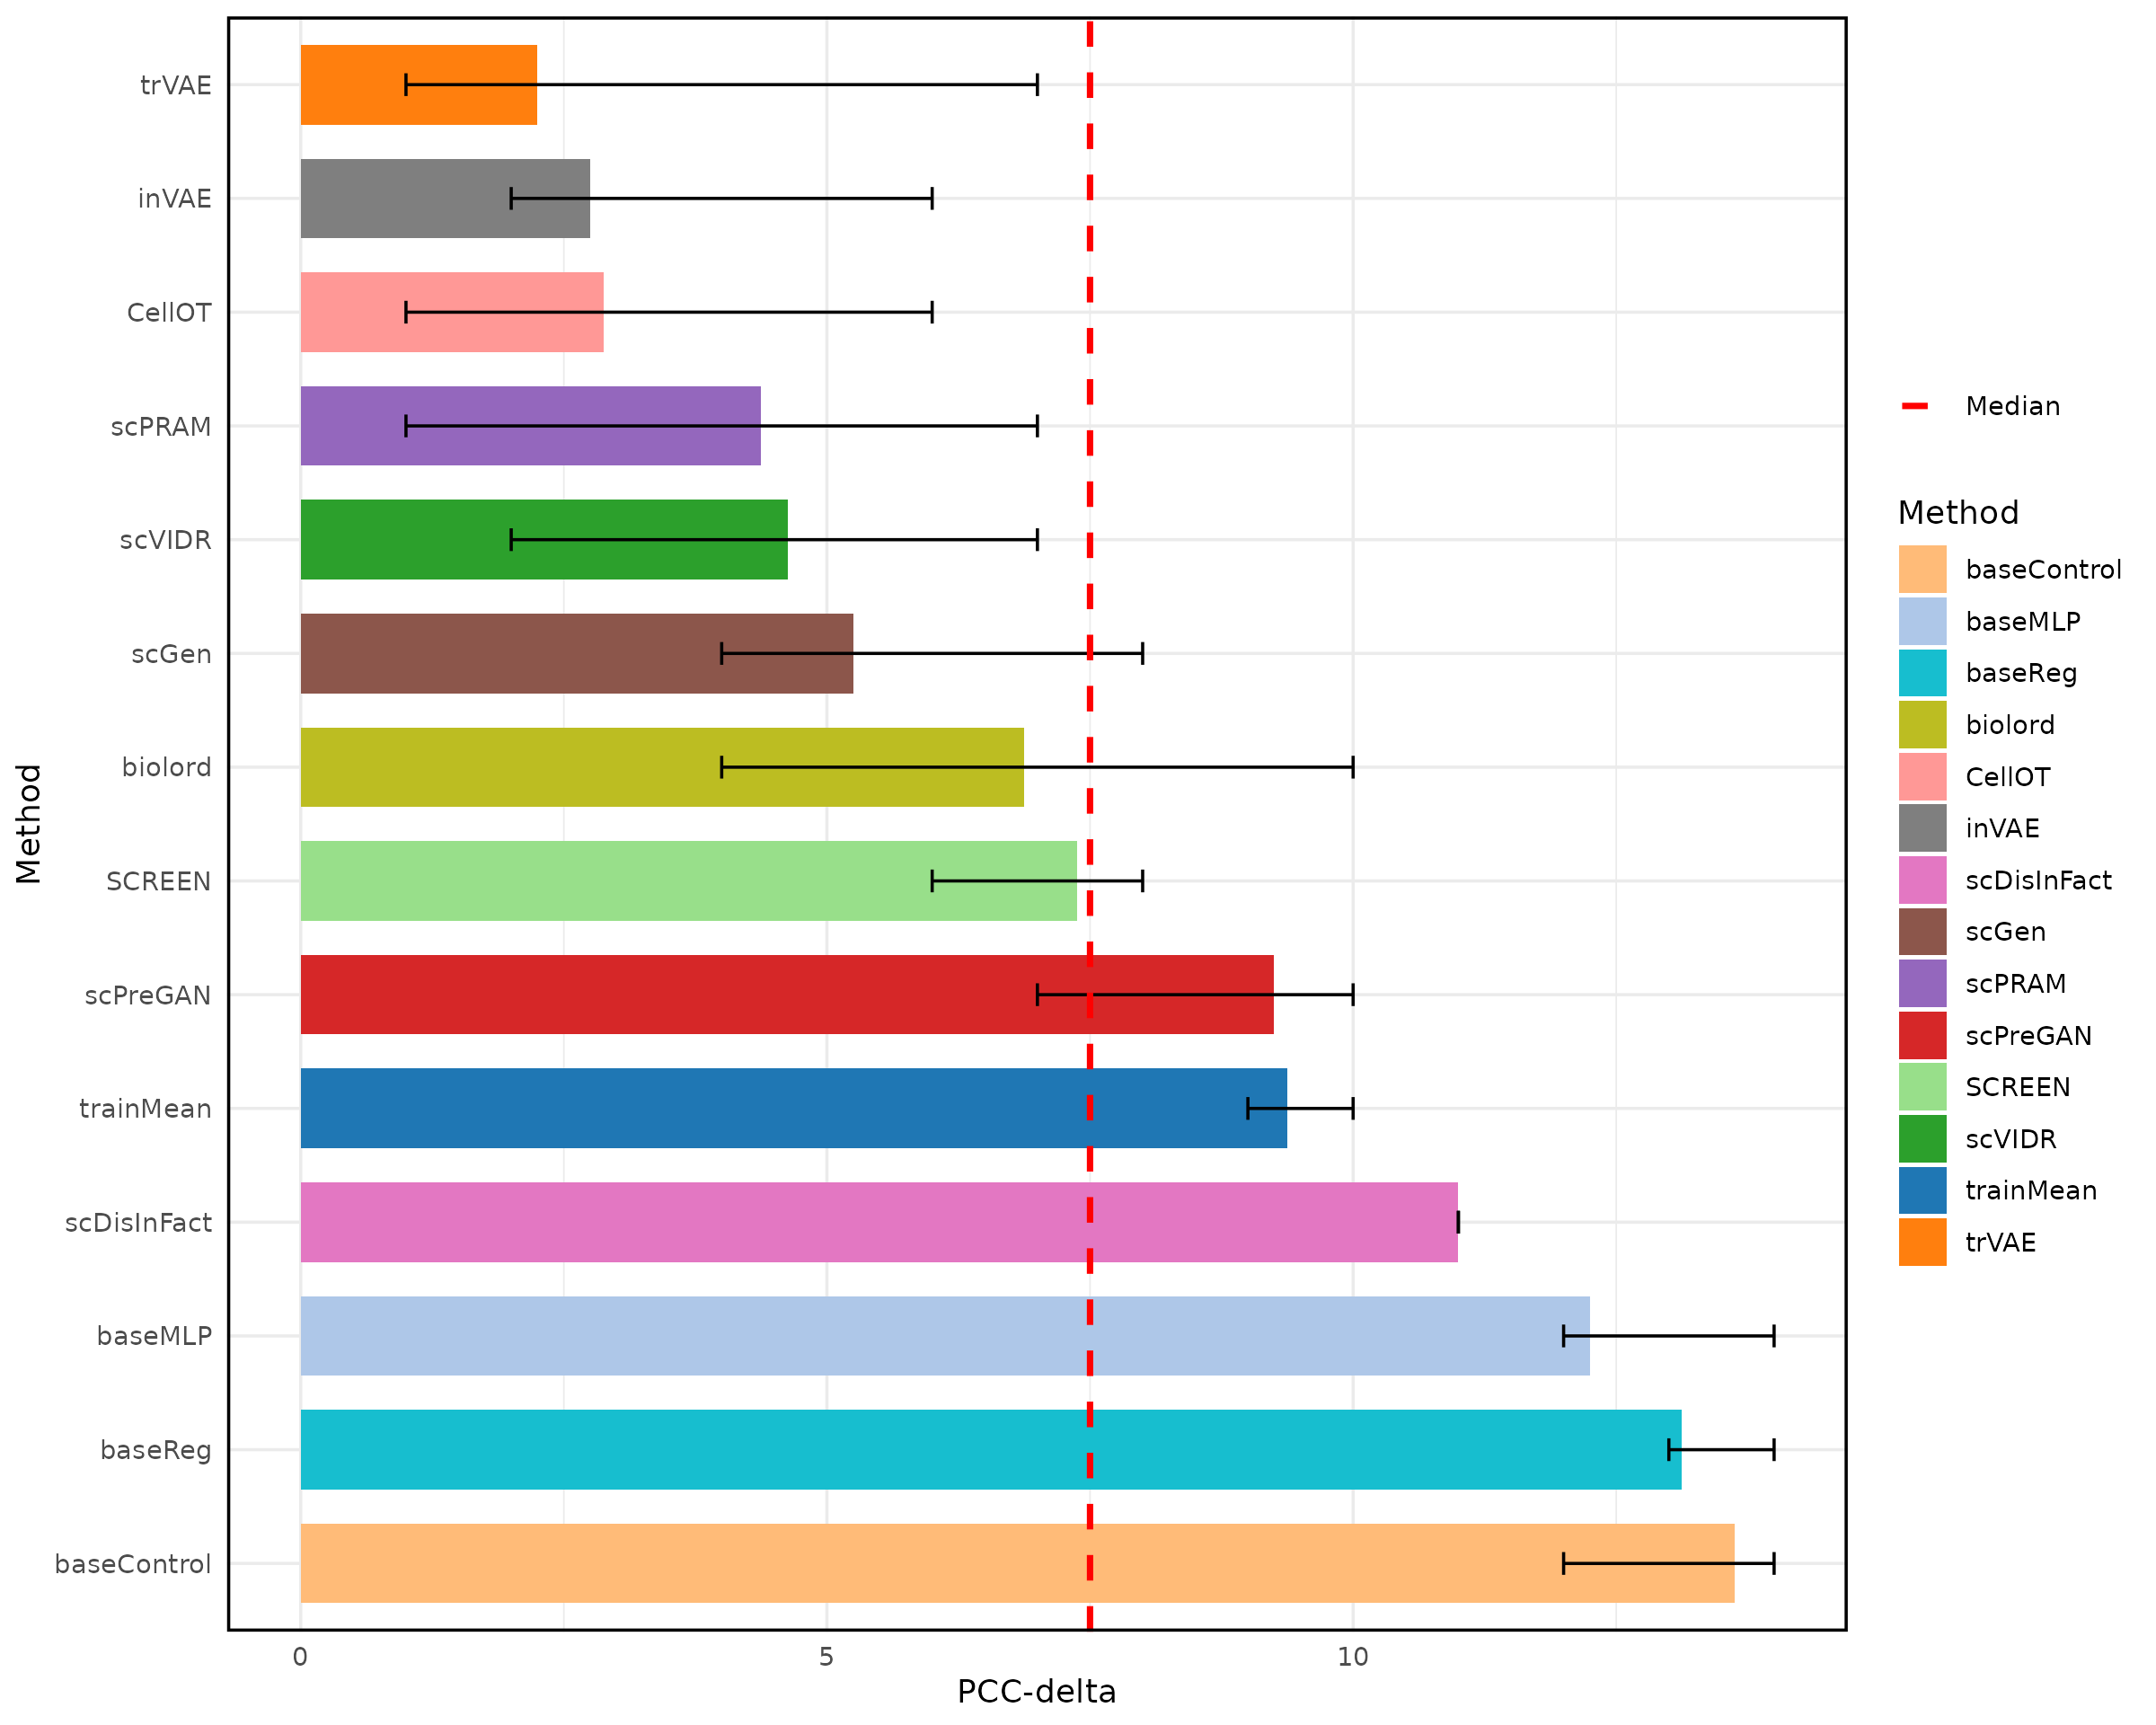 trVAE
inVAE
CellOT
scPRAM
scVIDR
scGen
biolord
SCREEN
scPreGAN
trainMean
scDisInFact
baseMLP
baseReg
baseControl
Method
0 5 10
PCC-delta
Median
Method
baseControl
baseMLP
baseReg
biolord
CellOT
inVAE
scDisInFact
scGen
scPRAM
scPreGAN
SCREEN
scVIDR
trainMean
trVAE